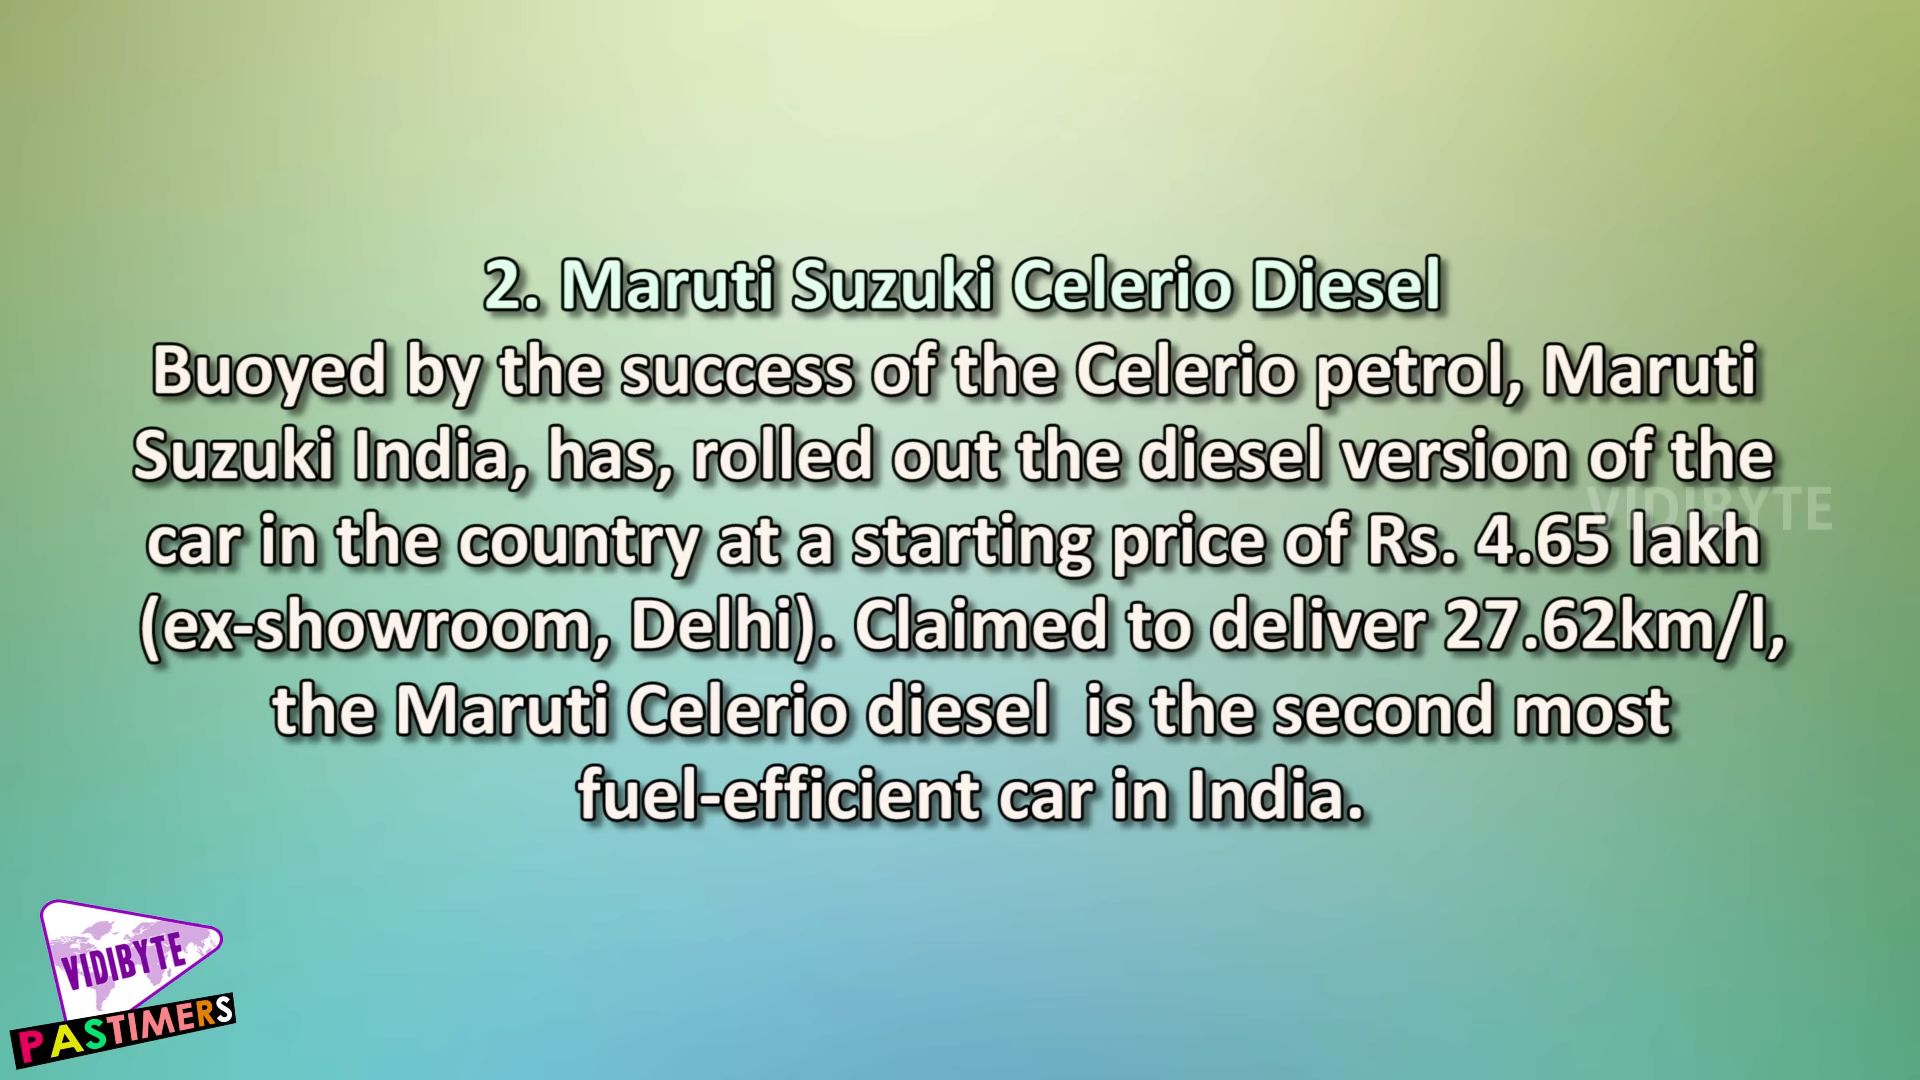 2. Maruti Suzuki Celerio Diesel
Buoyed by the success of the Celerio petrol, Maruti
Suzuki India, has, rolled out the diesel version of the
car in the country at a starting price of Rs. 4.65 lakh
(ex-showroom, Delhi). Claimed to deliver 27.62km/l,
the Maruti Celerio diesel  is the second most
fuel-efficient car in India.
VIDIBYTE
VIDIBYTE
PASTIMERS